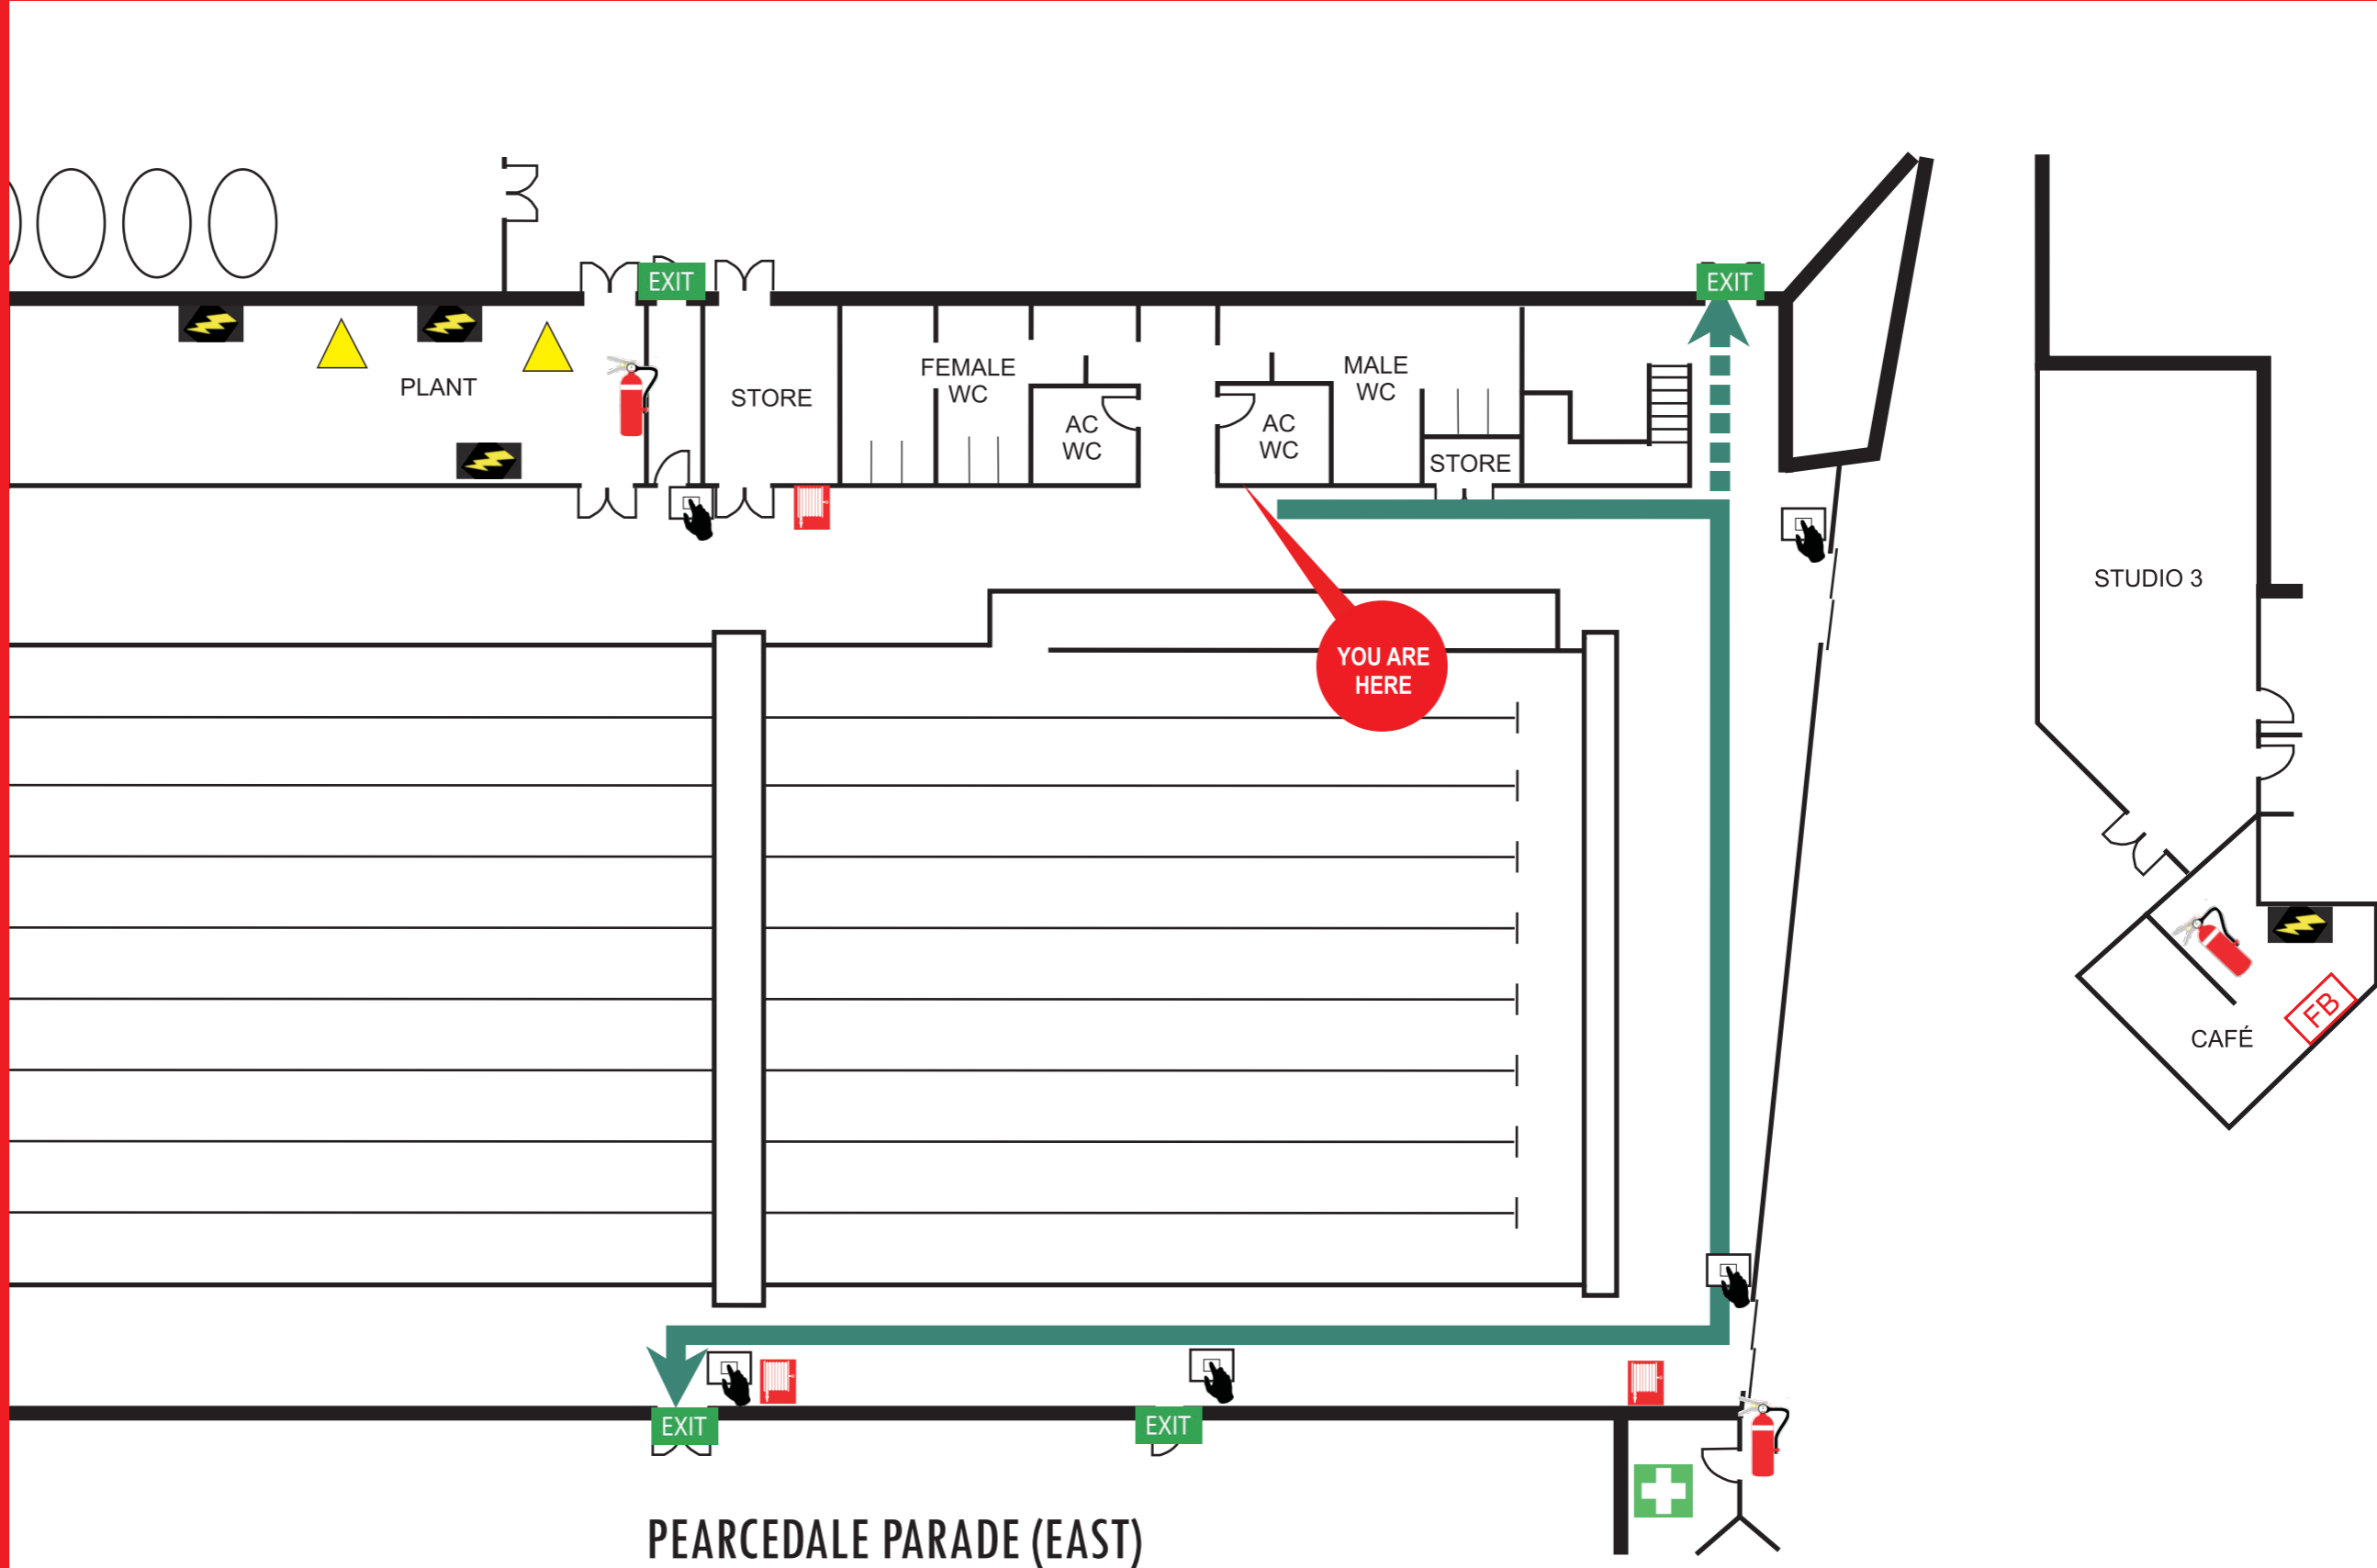 EXIT
EXIT
PLANT
STORE
FEMALE
WC
AC
WC
AC
WC
MALE
WC
STORE
STUDIO 3
YOU ARE
HERE
FB
CAFÉ
EXIT
EXIT
PEARCEDALE PARADE (EAST)